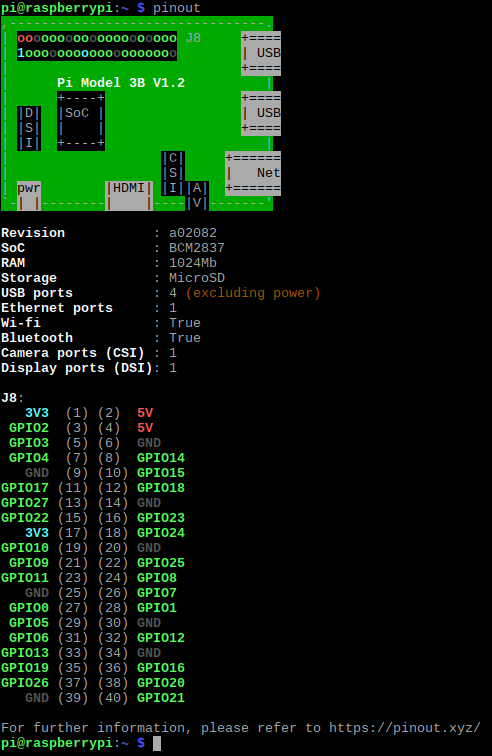 pi@raspberrypi:~ $ pinout
,--------------------------------.
| oooooooooooooooooooo J8     +====
| 1ooooooooooooooooooo        | USB
|                             +====
|      Pi Model 3B V1.2          |
|      +----+                 +====
| |D|  |SoC |                 | USB
| |S|  |    |                 +====
| |I|  +----+                    |
|                   |C|     +======
|                   |S|     |   Net
| pwr        |HDMI| |I||A|  +======
`-| |--------|    |----|V|-------'

Revision           : a02082
SoC                : BCM2837
RAM                : 1024Mb
Storage            : MicroSD
USB ports          : 4 (excluding power)
Ethernet ports     : 1
Wi-fi              : True
Bluetooth          : True
Camera ports (CSI) : 1
Display ports (DSI): 1

J8:
   3V3  (1) (2)  5V
 GPIO2  (3) (4)  5V
 GPIO3  (5) (6)  GND
 GPIO4  (7) (8)  GPIO14
   GND  (9) (10) GPIO15
GPIO17 (11) (12) GPIO18
GPIO27 (13) (14) GND
GPIO22 (15) (16) GPIO23
   3V3 (17) (18) GPIO24
GPIO10 (19) (20) GND
 GPIO9 (21) (22) GPIO25
GPIO11 (23) (24) GPIO8
   GND (25) (26) GPIO7
 GPIO0 (27) (28) GPIO1
 GPIO5 (29) (30) GND
 GPIO6 (31) (32) GPIO12
GPIO13 (33) (34) GND
GPIO19 (35) (36) GPIO16
GPIO26 (37) (38) GPIO20
   GND (39) (40) GPIO21

For further information, please refer to https://pinout.xyz/
pi@raspberrypi:~ $